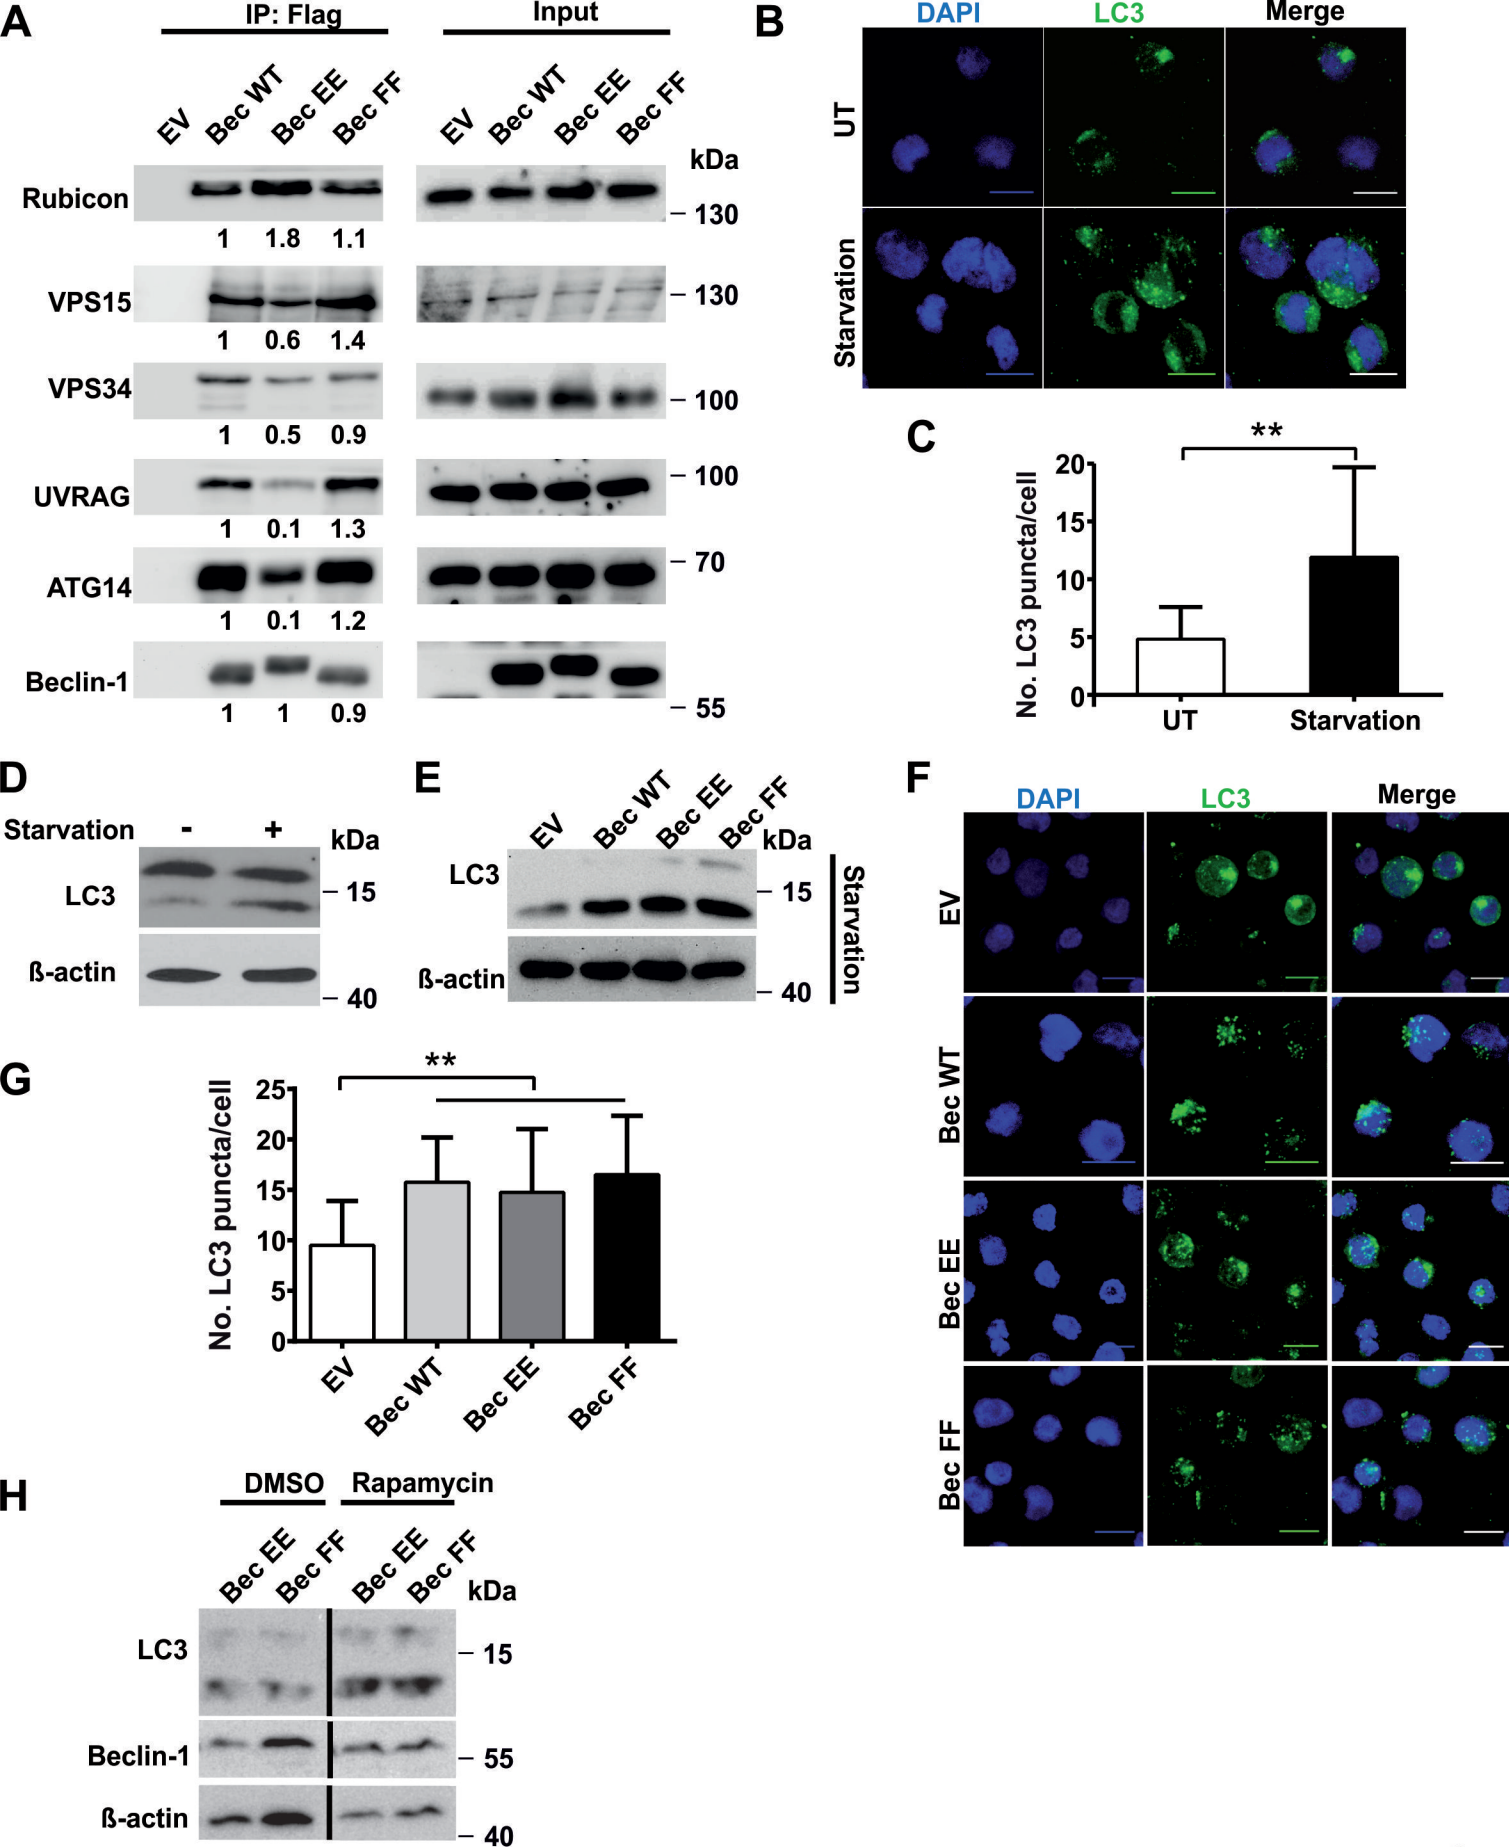 A
IP: Flag
Input
EV
Bec WT
Bec EE
Bec FF
EV
Bec WT
Bec EE
Bec FF
kDa
Rubicon
130
1 1.8 1.1
VPS15
130
1 0.6 1.4
VPS34
100
1 0.5 0.9
UVRAG
100
1 0.1 1.3
ATG14
70
1 0.1 1.2
Beclin-1
55
1 1 0.9
B
DAPI
LC3
Merge
UT
Starvation
C
**
No. LC3 puncta/cell
20
15
10
5
0
UT
Starvation
D
Starvation - +
kDa
LC3
15
ß-actin
40
E
EV
Bec WT
Bec EE
Bec FF
kDa
LC3
15
ß-actin
40
Starvation
F
DAPI
LC3
Merge
EV
Bec WT
Bec EE
Bec FF
G
**
No. LC3 puncta/cell
25
20
15
10
5
0
EV
Bec WT
Bec EE
Bec FF
H
DMSO
Rapamycin
Bec EE
Bec FF
Bec EE
Bec FF
kDa
LC3
15
Beclin-1
55
ß-actin
40